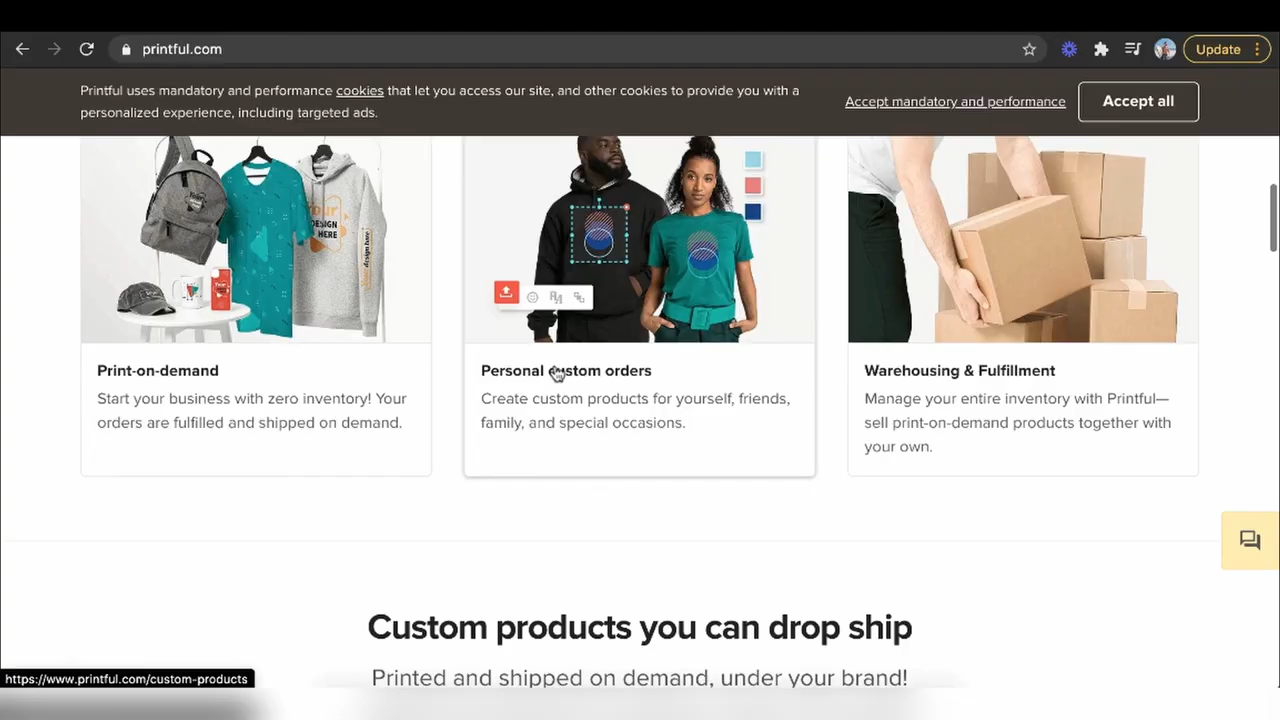 printful.com
Update
Printful uses mandatory and performance cookies that let you access our site, and other cookies to provide you with a
personalized experience, including targeted ads.
Accept mandatory and performance
Accept all
Your
DESIGN
HERE
Print-on-demand
Start your business with zero inventory! Your
orders are fulfilled and shipped on demand.
Personal custom orders
Create custom products for yourself, friends,
family, and special occasions.
Warehousing & Fulfillment
Manage your entire inventory with Printful—
sell print-on-demand products together with
your own.
Custom products you can drop ship
Printed and shipped on demand, under your brand!
https://www.printful.com/custom-products